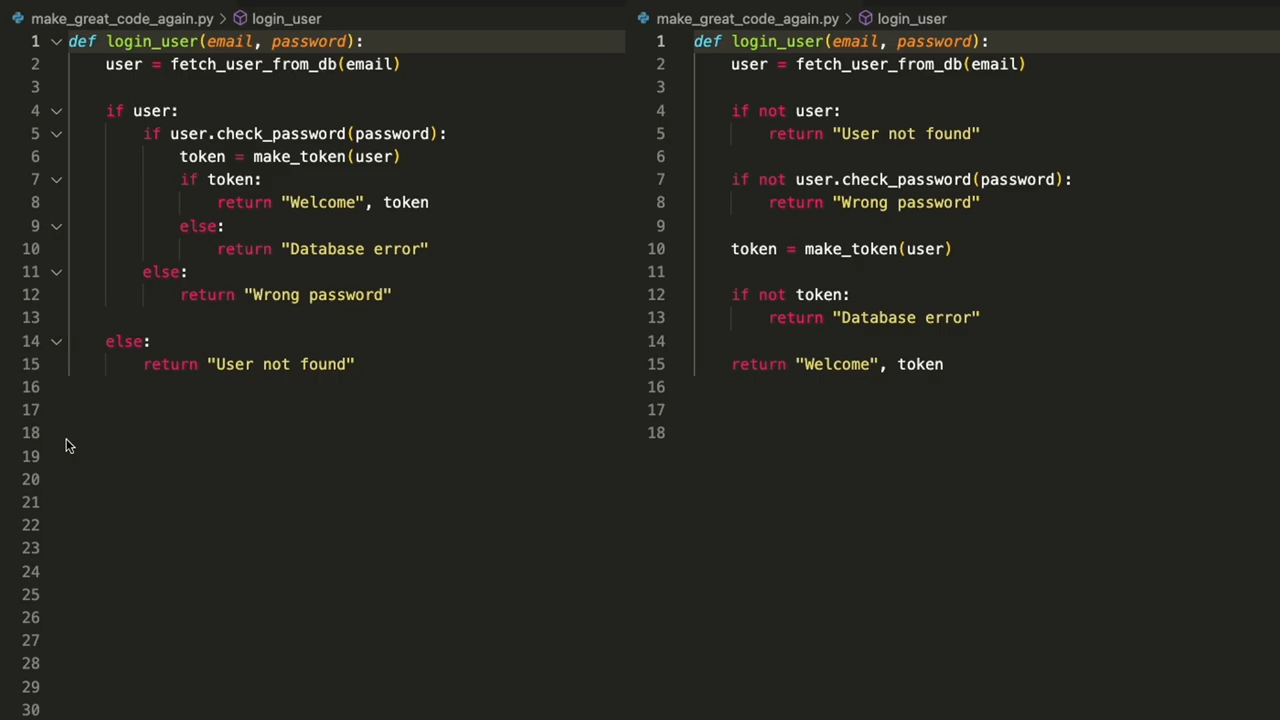 make_great_code_again.py > login_user
1 def login_user(email, password):
2 user = fetch_user_from_db(email)
3
4 if user:
5 if user.check_password(password):
6 token = make_token(user)
7 if token:
8 return "Welcome", token
9 else:
10 return "Database error"
11 else:
12 return "Wrong password"
13
14 else:
15 return "User not found"
16
17
18
19
20
21
22
23
24
25
26
27
28
29
30
make_great_code_again.py > login_user
1 def login_user(email, password):
2 user = fetch_user_from_db(email)
3
4 if not user:
5 return "User not found"
6
7 if not user.check_password(password):
8 return "Wrong password"
9
10 token = make_token(user)
11
12 if not token:
13 return "Database error"
14
15 return "Welcome", token
16
17
18